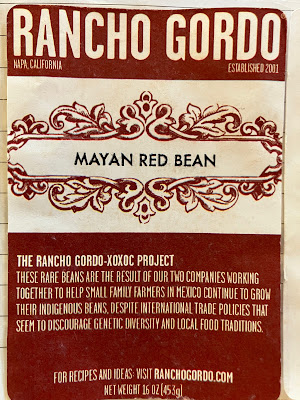 RANCHO GORDO
NAPA, CALIFORNIA ESTABLISHED 2001
MAYAN RED BEAN
THE RANCHO GORDO-XOXOC PROJECT
THESE RARE BEANS ARE THE RESULT OF OUR TWO COMPANIES WORKING
TOGETHER TO HELP SMALL FAMILY FARMERS IN MEXICO CONTINUE TO GROW
THEIR INDIGENOUS BEANS, DESPITE INTERNATIONAL TRADE POLICIES THAT
SEEM TO DISCOURAGE GENETIC DIVERSITY AND LOCAL FOOD TRADITIONS.
FOR RECIPES AND IDEAS: VISIT RANCHOGORDO.COM
NET WEIGHT 16 OZ (453g)